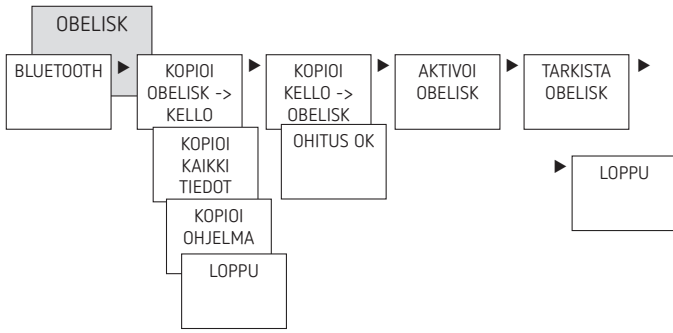 OBELISK
BLUETOOTH
KOPIOI
OBELISK ->
KELLO
KOPIOI
KAIKKI
TIEDOT
KOPIOI
OHJELMA
LOPPU
KOPIOI
KELLO ->
OBELISK
OHITUS OK
AKTIVOI
OBELISK
TARKISTA
OBELISK
LOPPU